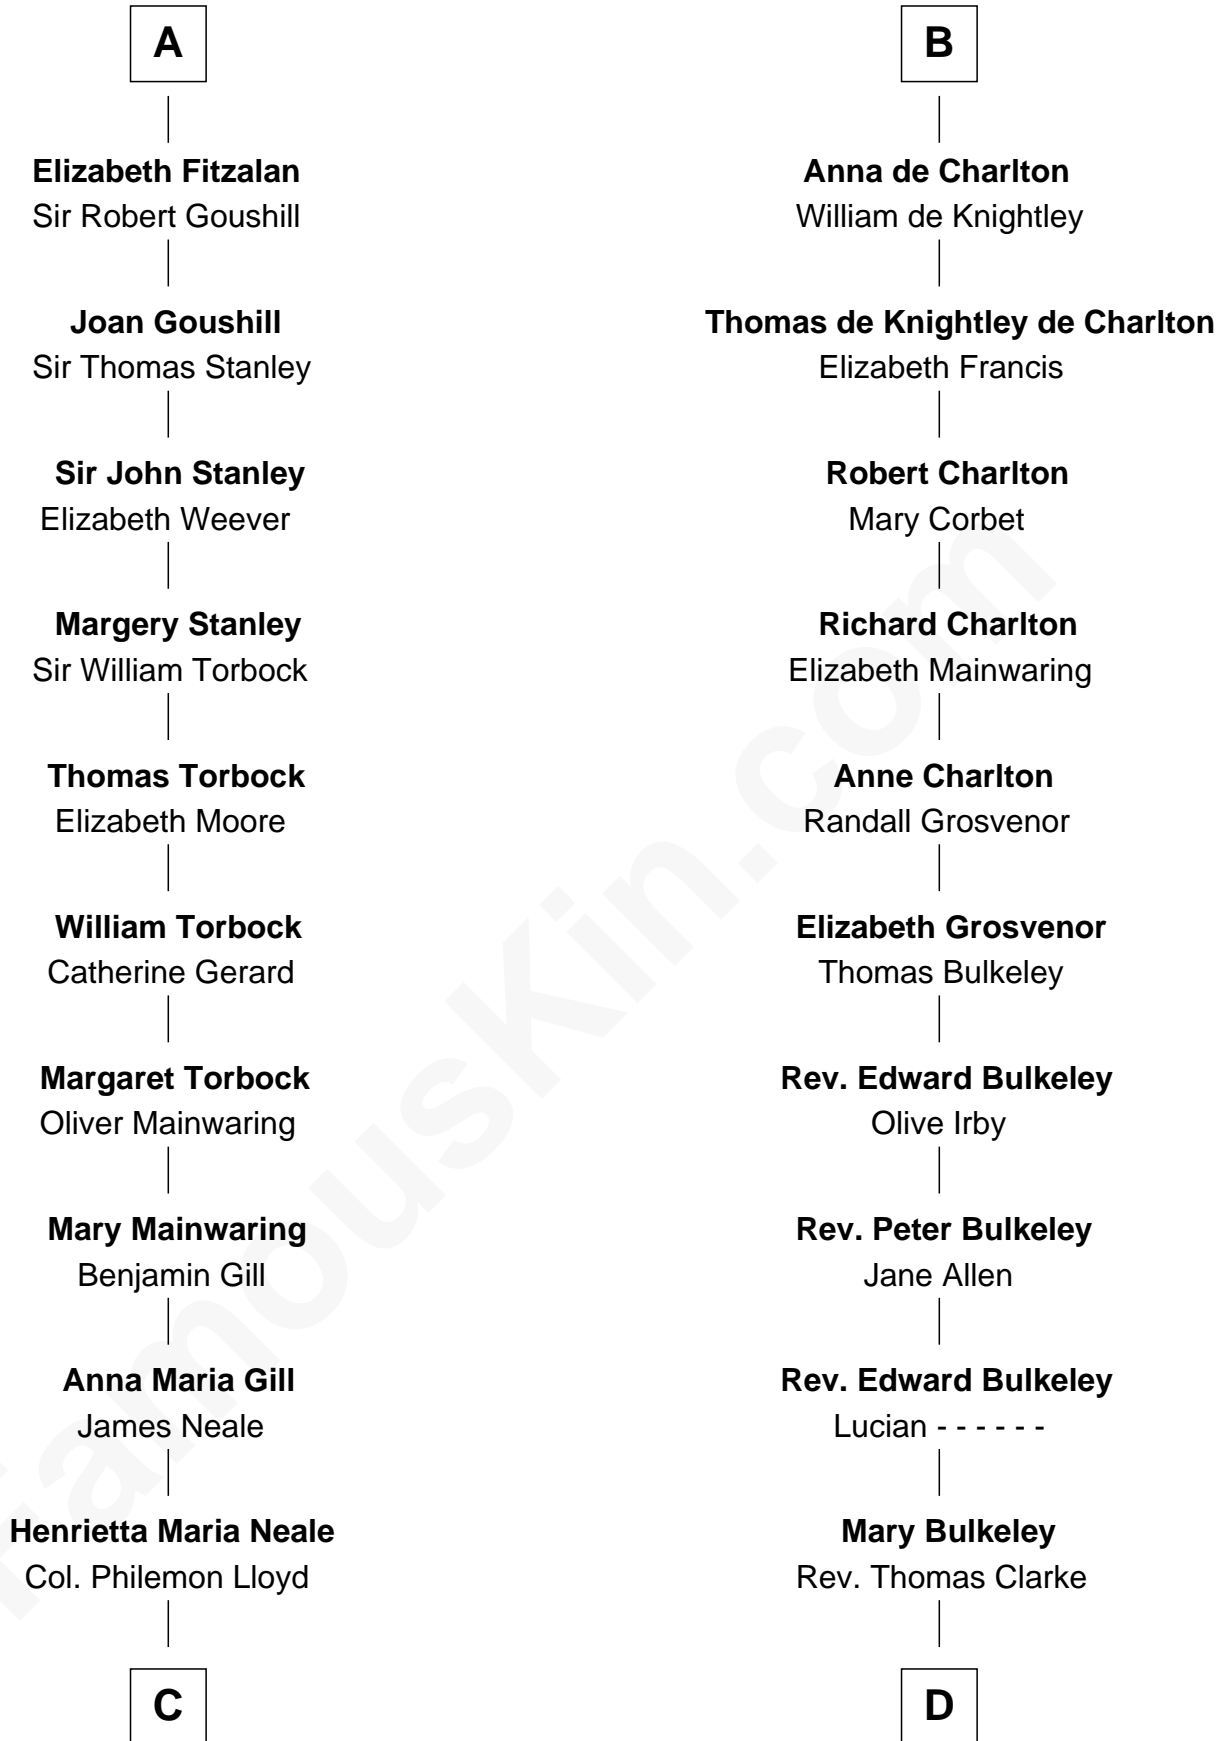 A
Elizabeth Fitzalan
Sir Robert Goushill
Joan Goushill
Sir Thomas Stanley
Sir John Stanley
Elizabeth Weever
Margery Stanley
Sir William Torbock
Thomas Torbock
Elizabeth Moore
William Torbock
Catherine Gerard
Margaret Torbock
Oliver Mainwaring
Mary Mainwaring
Benjamin Gill
Anna Maria Gill
James Neale
Henrietta Maria Neale
Col. Philemon Lloyd
C
B
Anna de Charlton
William de Knightley
Thomas de Knightley de Charlton
Elizabeth Francis
Robert Charlton
Mary Corbet
Richard Charlton
Elizabeth Mainwaring
Anne Charlton
Randall Grosvenor
Elizabeth Grosvenor
Thomas Bulkeley
Rev. Edward Bulkeley
Olive Irby
Rev. Peter Bulkeley
Jane Allen
Rev. Edward Bulkeley
Lucian - - - - - -
Mary Bulkeley
Rev. Thomas Clarke
D
FamousKin.com